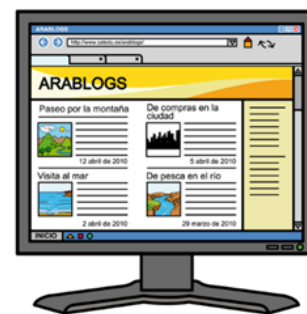 ARABLOGS
http://www.catedu.es/arablogs/
ARABLOGS
Paseo por la montaña
12 abril de 2010
De compras en la
ciudad
5 abril de 2010
Visita al mar
2 abril de 2010
De pesca en el río
29 marzo de 2010
INICIO